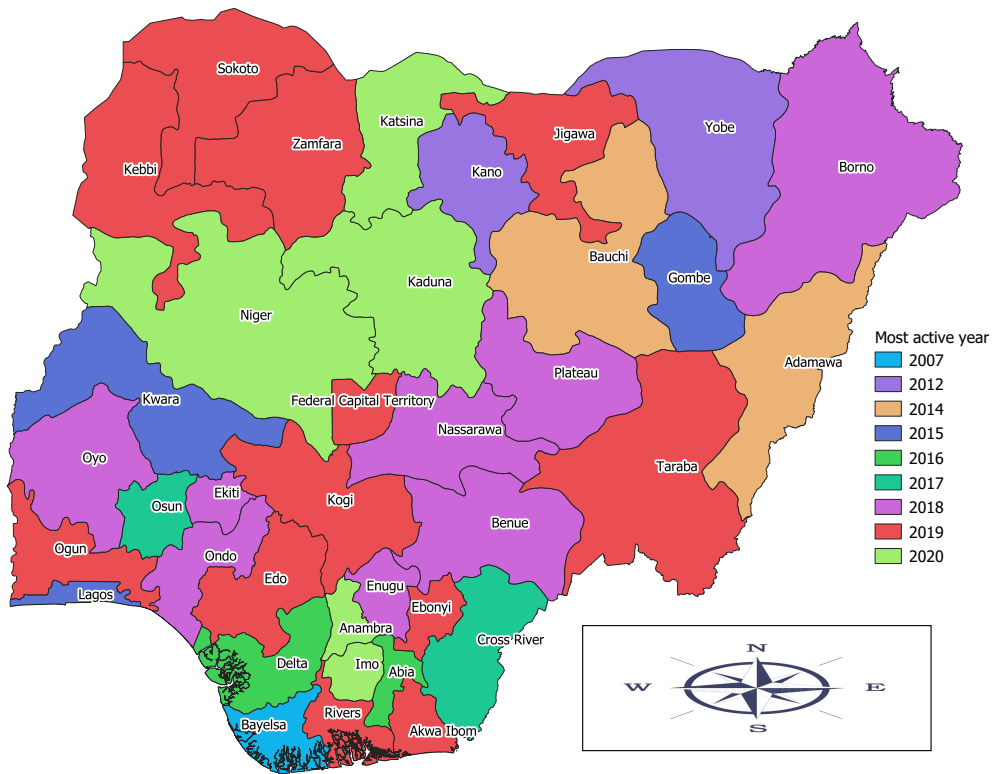 Sokoto
Katsina
Zamfara
Jigawa
Yobe
Kebbi
Kano
Borno
Bauchi
Gombe
Kaduna
Niger
Most active year
2007
2012
2014
2015
2016
2017
2018
2019
2020
Adamawa
Plateau
Kwara
Federal Capital Territory
Nassarawa
Oyo
Taraba
Ekiti
Kogi
Osun
Benue
Ogun
Ondo
Edo
Enugu
Lagos
Ebonyi
Anambra
Cross River
Delta
Imo
Abia
Rivers
Bayelsa
Akwa Ibom
N
W
E
S